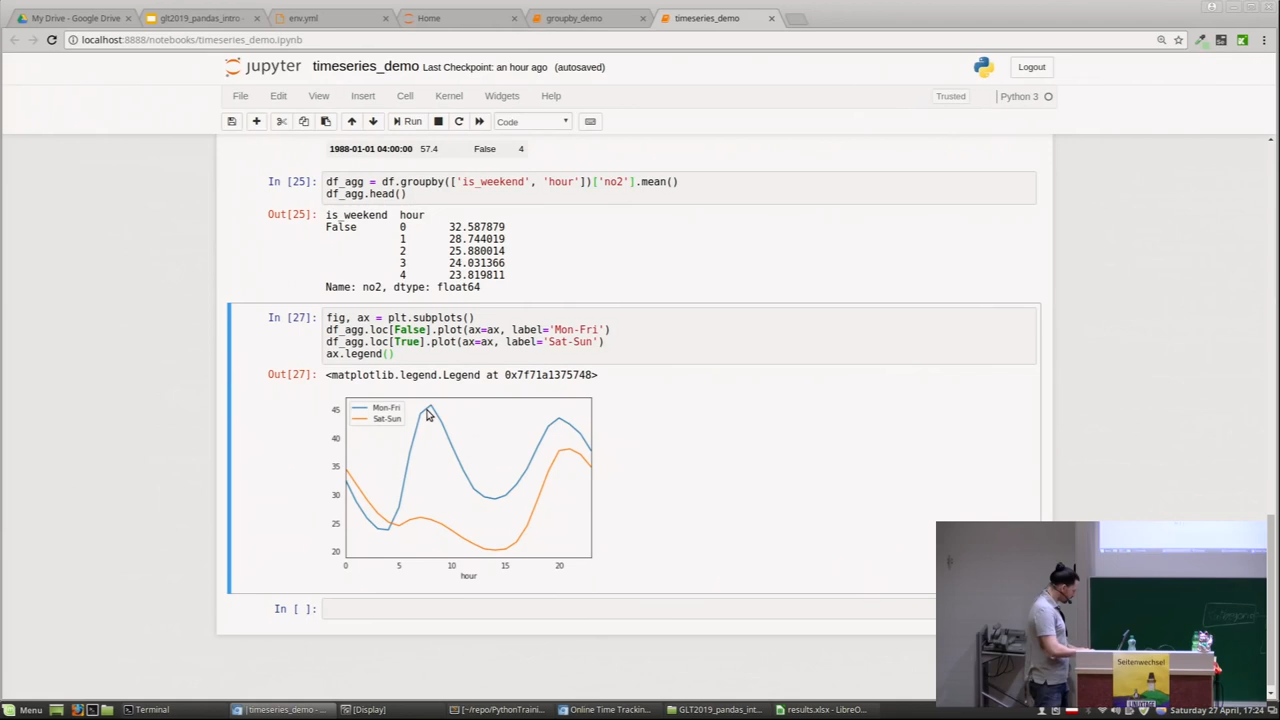 My Drive - Google Drive
glt2019_pandas_intro -
env.yml
Home
groupby_demo
timeseries_demo
localhost:8888/notebooks/timeseries_demo.ipynb
jupyter timeseries_demo Last Checkpoint: an hour ago (autosaved)
Logout
File Edit View Insert Cell Kernel Widgets Help
Trusted
Python 3
Run
Code
1988-01-01 04:00:00 57.4 False 4
In [25]: df_agg = df.groupby(['is_weekend', 'hour'])['no2'].mean()
df_agg.head()
Out[25]: is_weekend hour
False 0 32.587879
1 28.744019
2 25.880014
3 24.031366
4 23.819811
Name: no2, dtype: float64
In [27]: fig, ax = plt.subplots()
df_agg.loc[False].plot(ax=ax, label='Mon-Fri')
df_agg.loc[True].plot(ax=ax, label='Sat-Sun')
ax.legend()
Out[27]: <matplotlib.legend.Legend at 0x7f71a1375748>
Mon-Fri
Sat-Sun
45
40
35
30
25
20
0 5 10 15 20
hour
In [ ]:
Seitenwechsel
LINUXTAGE
Menu
Terminal
timeseries_demo - ...
[Display]
[~/repo/PythonTraini...
Online Time Tracking...
GLT2019_pandas_int...
results.xlsx - LibreO...
Saturday 27 April, 17:24